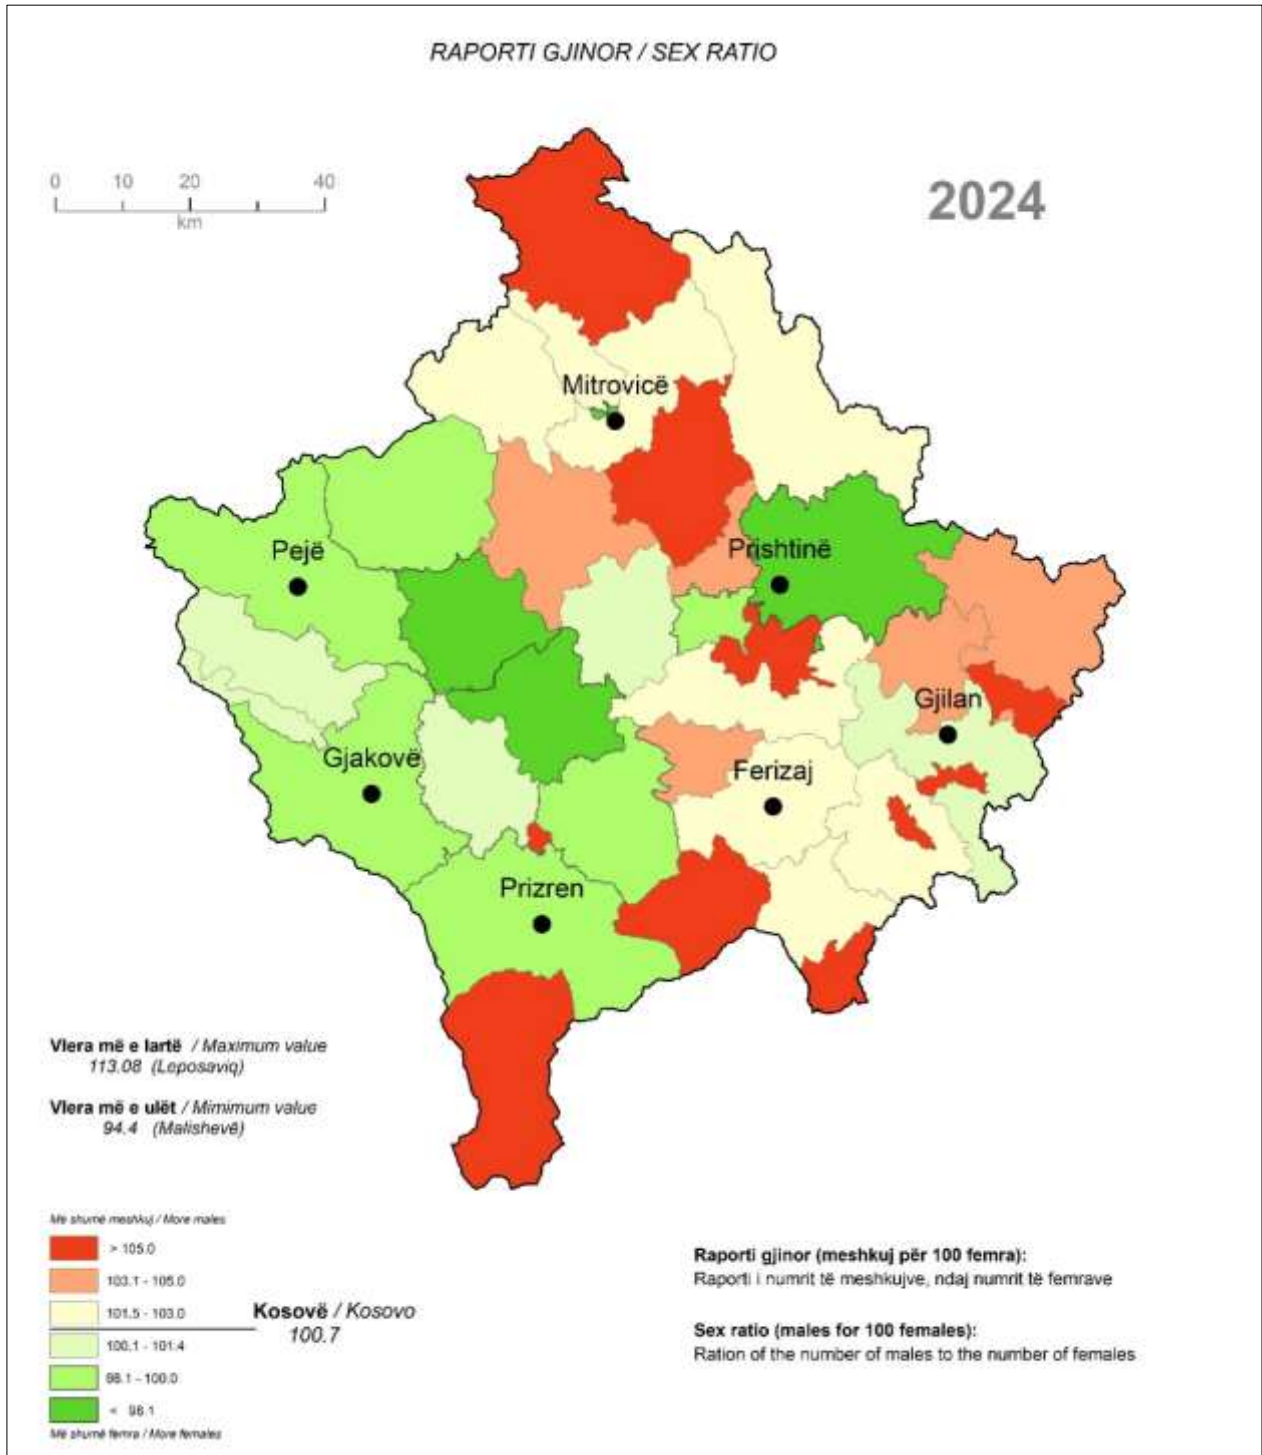 RAPORTI GJINOR / SEX RATIO
0 10 20 40
km
2024
Mitrovicë
Pejë
Prishtinë
Gjilan
Gjakovë
Ferizaj
Prizren
Vlera më e lartë / Maximum value
113.08 (Leposaviq)
Vlera më e ulët / Mimimum value
94.4 (Malishevë)
Më shumë meshkuj / More males
> 105.0
103.1 - 105.0
101.5 - 103.0
Kosovë / Kosovo
100.7
100.1 - 101.4
98.1 - 100.0
< 98.1
Më shumë femra / More females
Raporti gjinor (meshkuj për 100 femra):
Raporti i numrit të meshkujve, ndaj numrit të femrave
Sex ratio (males for 100 females):
Ration of the number of males to the number of females